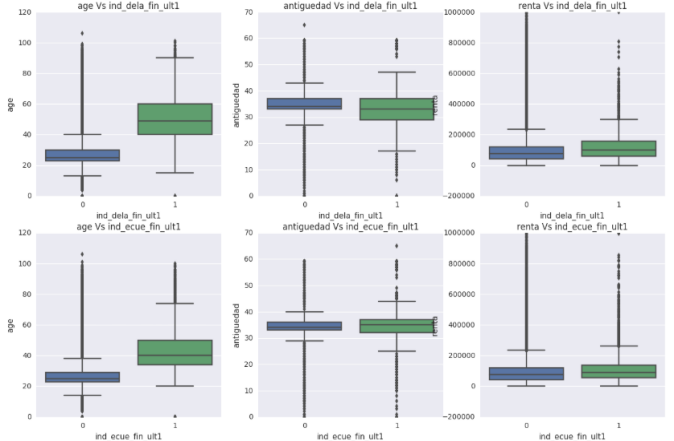 age Vs ind_dela_fin_ult1
antiguedad Vs ind_dela_fin_ult1
renta Vs ind_dela_fin_ult1
120
100
80
60
40
20
0
age
0 1
ind_dela_fin_ult1
70
60
50
40
30
20
10
0
antiguedad
0 1
ind_dela_fin_ult1
1000000
800000
600000
400000
200000
0
−200000
renta
0 1
ind_dela_fin_ult1
age Vs ind_ecue_fin_ult1
antiguedad Vs ind_ecue_fin_ult1
renta Vs ind_ecue_fin_ult1
120
100
80
60
40
20
0
age
0 1
ind_ecue_fin_ult1
70
60
50
40
30
20
10
0
antiguedad
0 1
ind_ecue_fin_ult1
1000000
800000
600000
400000
200000
0
−200000
renta
0 1
ind_ecue_fin_ult1